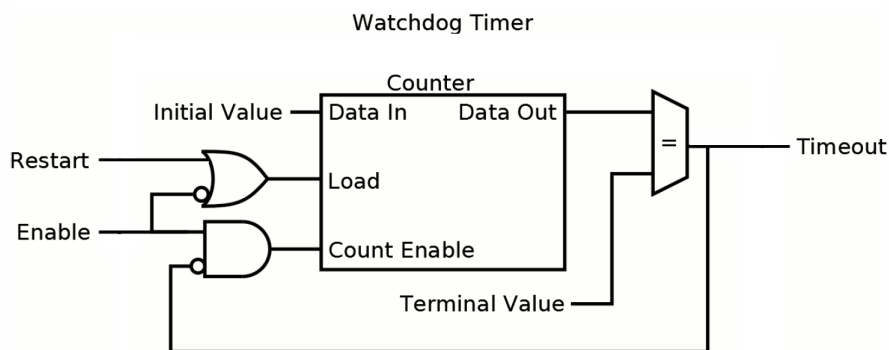 Watchdog Timer
Counter
Initial Value
Data In
Data Out
Restart
=
Timeout
Load
Enable
Count Enable
Terminal Value